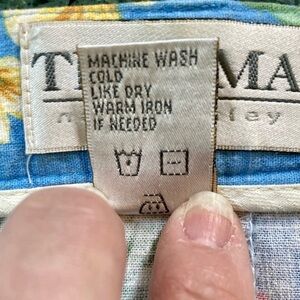 MACHINE WASH
COLD
LIKE DRY
WARM IRON
IF NEEDED